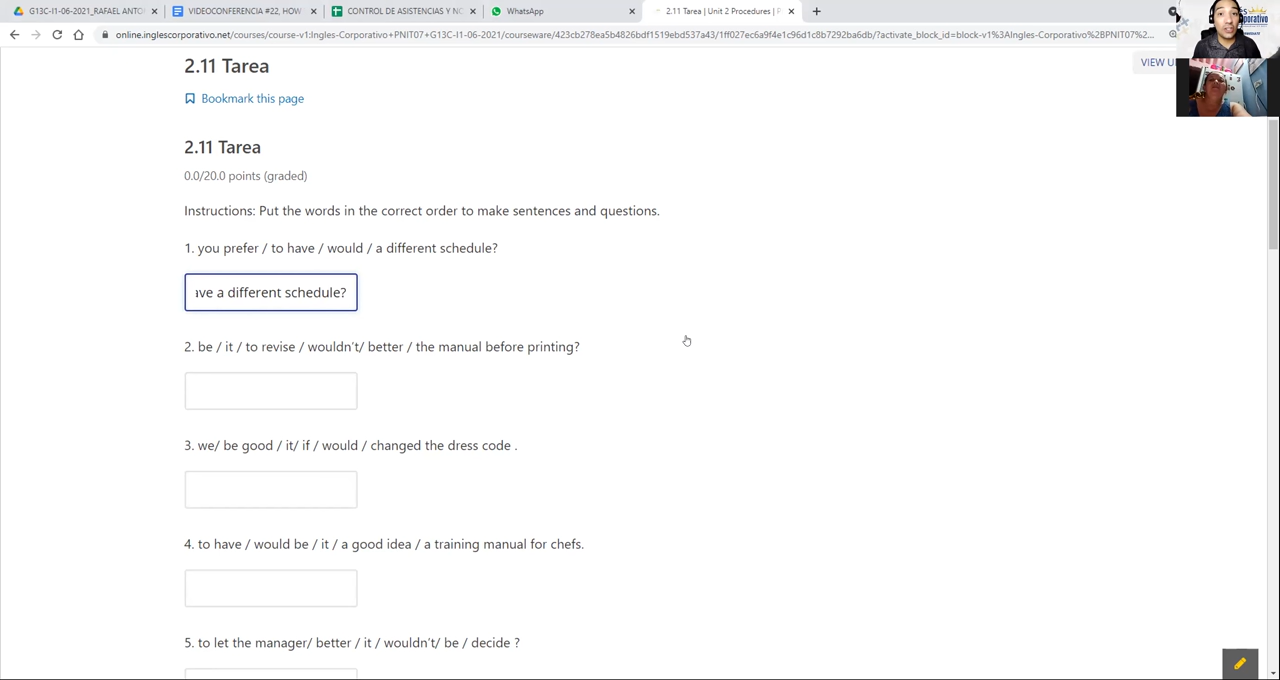 G13C-I1-06-2021_RAFAEL ANTO
VIDEOCONFERENCIA #22, HOW
CONTROL DE ASISTENCIAS Y NO
WhatsApp
2.11 Tarea | Unit 2 Procedures | P
online.inglescorporativo.net/courses/course-v1:Ingles-Corporativo+PNIT07+G13C-I1-06-2021/courseware/423cb278ea5b4826bdf1519ebd537a43/1ff027ec6a9f4e1c96d1c8b7292ba6db/?activate_block_id=block-v1%3AIngles-Corporativo%2BPNIT07%2...
2.11 Tarea
VIEW U
Bookmark this page
2.11 Tarea
0.0/20.0 points (graded)
Instructions: Put the words in the correct order to make sentences and questions.
1. you prefer / to have / would / a different schedule?
ave a different schedule?
2. be / it / to revise / wouldn't/ better / the manual before printing?
3. we/ be good / it/ if / would / changed the dress code .
4. to have / would be / it / a good idea / a training manual for chefs.
5. to let the manager/ better / it / wouldn't/ be / decide ?